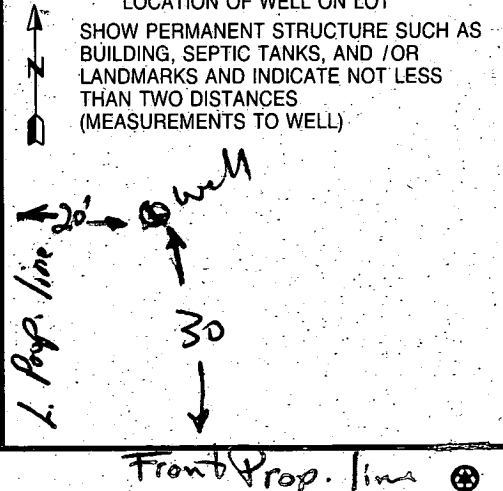 LOCATION OF WELL ON LOT
SHOW PERMANENT STRUCTURE SUCH AS
BUILDING, SEPTIC TANKS, AND /OR
LANDMARKS AND INDICATE NOT LESS
THAN TWO DISTANCES
(MEASUREMENTS TO WELL)
N
Well
20'
L. Prop. line
30
Front Prop. line